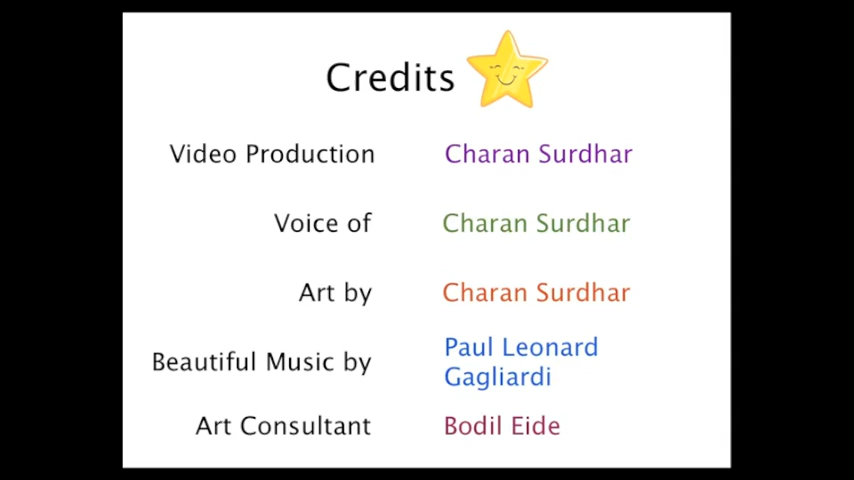 Credits
Video Production Charan Surdhar
Voice of Charan Surdhar
Art by Charan Surdhar
Beautiful Music by Paul Leonard
Gagliardi
Art Consultant Bodil Eide